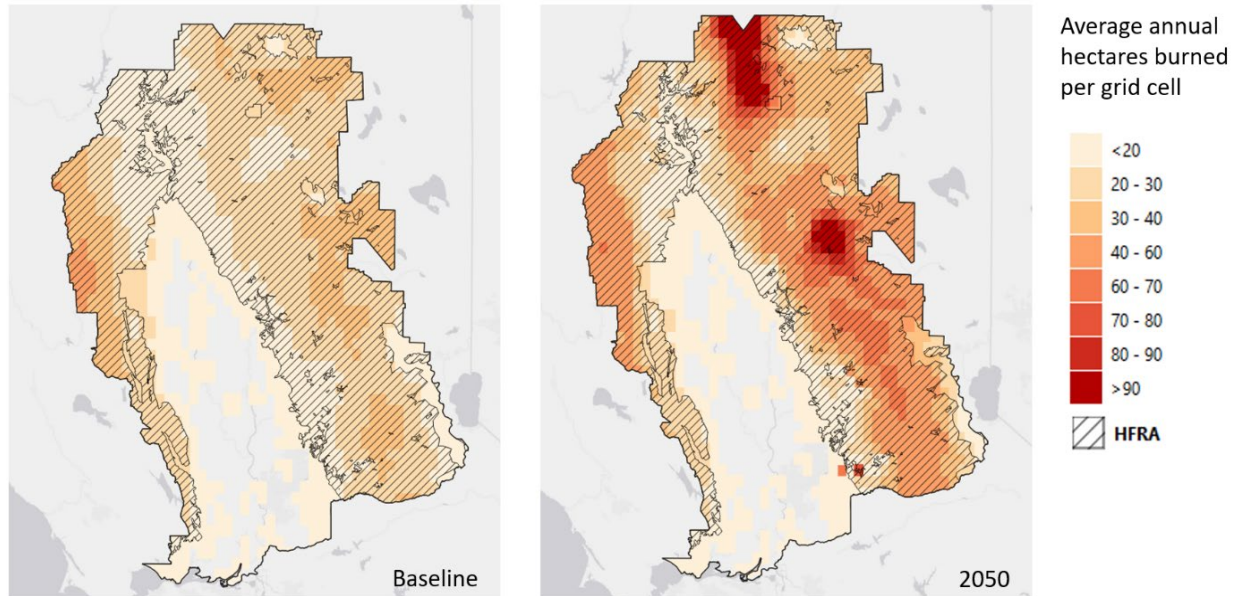 Baseline
2050
Average annual
hectares burned
per grid cell
<20
20 - 30
30 - 40
40 - 60
60 - 70
70 - 80
80 - 90
>90
HFRA